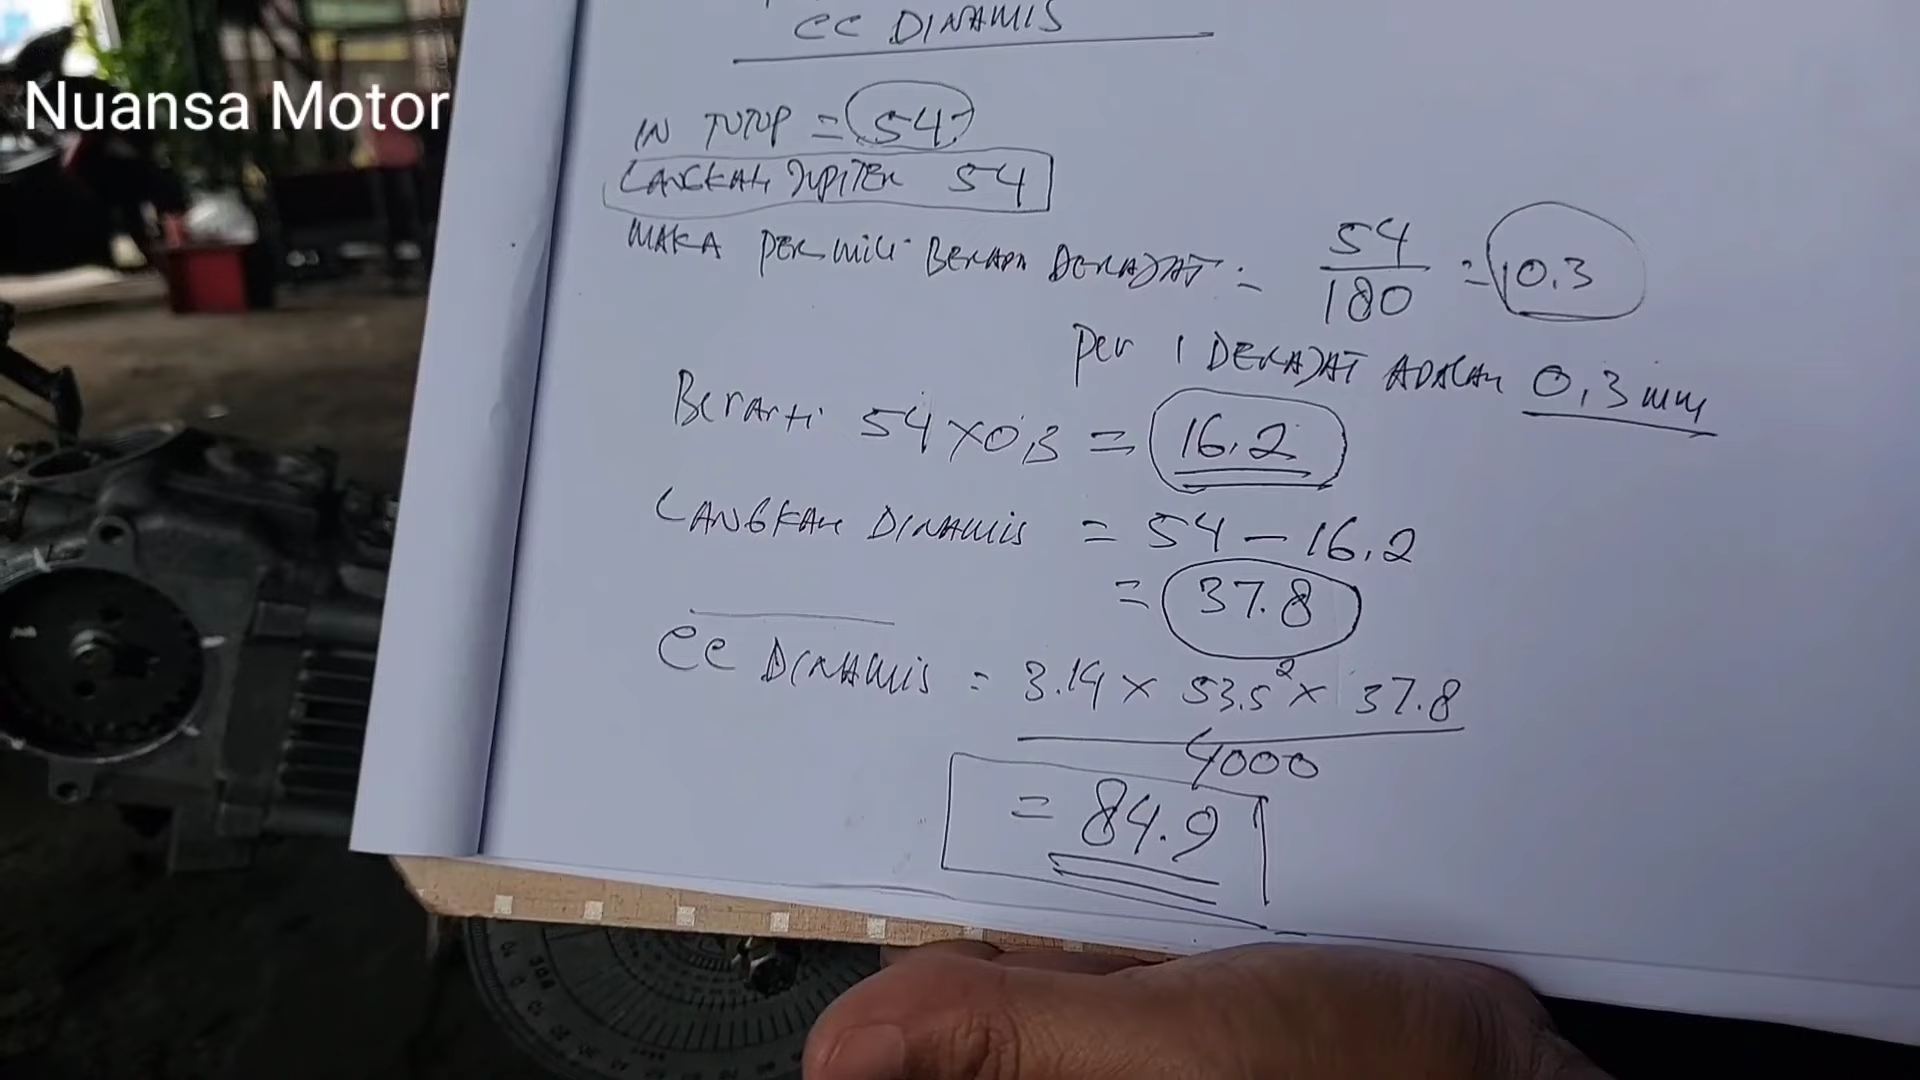 Nuansa Motor
CC DINAMIS
IN TUTUP = 54°
LANGKAH JUPITER 54
MAKA PER MILI BERAPA DERAJAT = 54/180 = 0.3
Per 1 DERAJAT ADALAH 0,3 mm
Berarti 54 x 0,3 = 16.2
LANGKAH DINAMIS = 54 - 16.2
= 37.8
CC DINAMIS = 3.14 x 53.5² x 37.8
4000
= 84.9